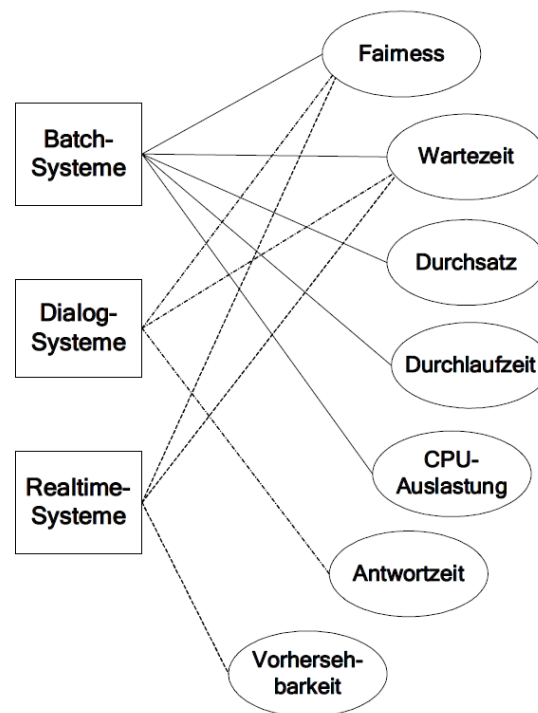 Fairness
Batch-
Systeme
Wartezeit
Durchsatz
Dialog-
Systeme
Durchlaufzeit
CPU-
Auslastung
Realtime-
Systeme
Antwortzeit
Vorherseh-
barkeit